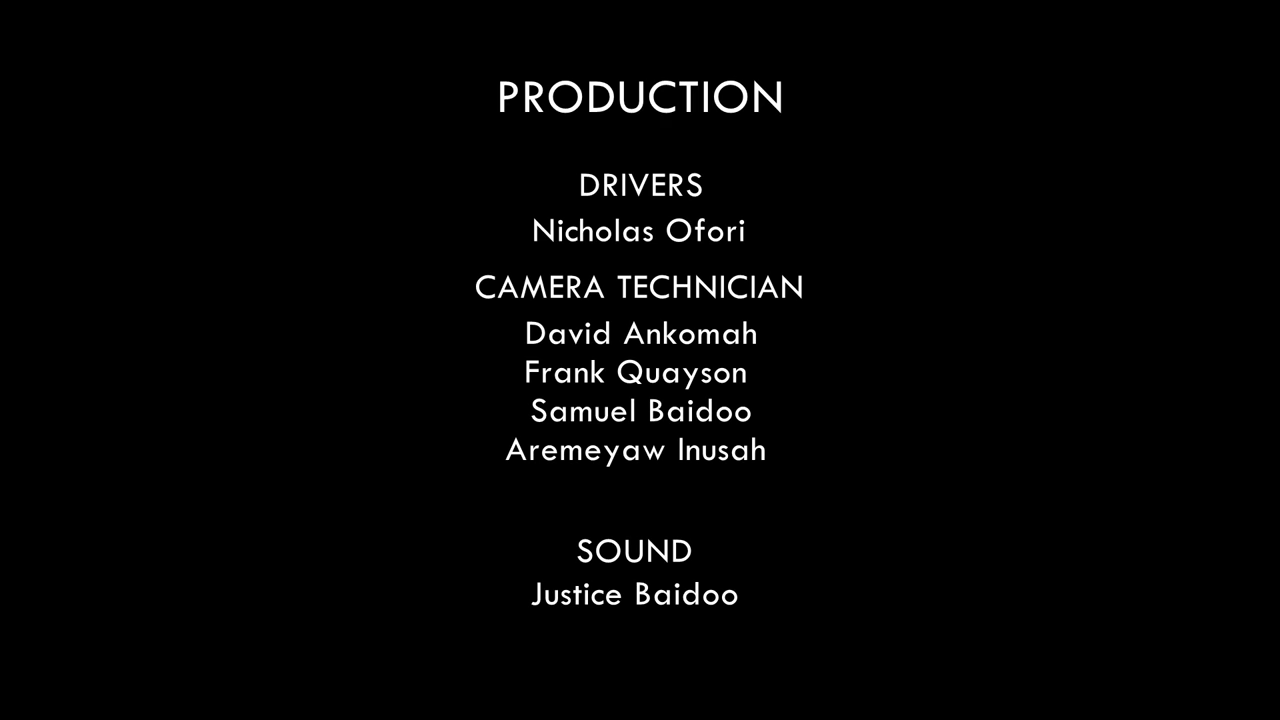 PRODUCTION
DRIVERS
Nicholas Ofori
CAMERA TECHNICIAN
David Ankomah
Frank Quayson
Samuel Baidoo
Aremeyaw Inusah
SOUND
Justice Baidoo